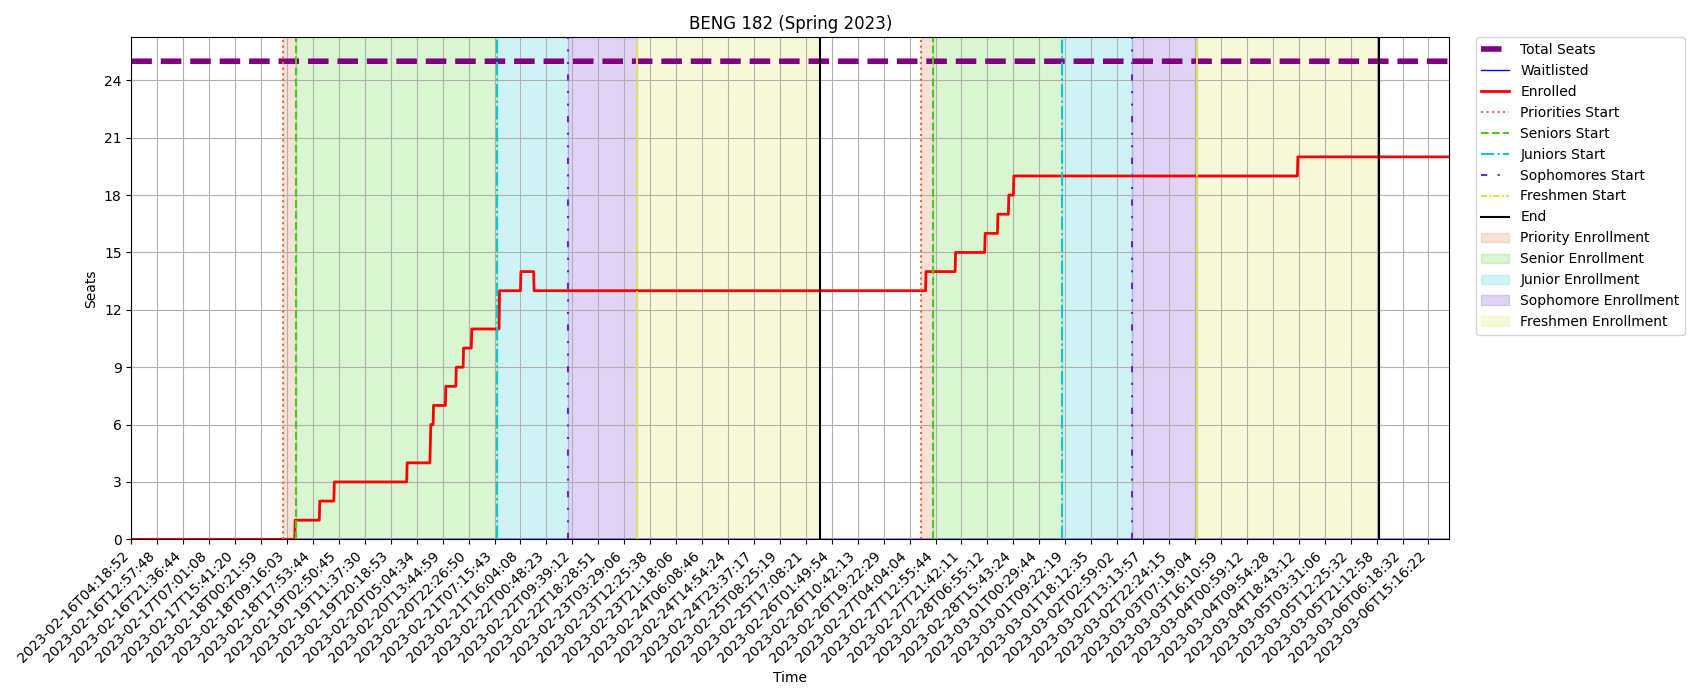 BENG 182 (Spring 2023)
Seats
24
21
18
15
12
9
6
3
0
2023-02-16T04:18:52
2023-02-16T12:57:48
2023-02-16T21:36:44
2023-02-17T07:01:08
2023-02-17T15:41:20
2023-02-18T00:21:59
2023-02-18T09:16:03
2023-02-18T17:53:44
2023-02-19T02:50:45
2023-02-19T11:37:30
2023-02-19T20:18:53
2023-02-20T05:04:34
2023-02-20T13:44:59
2023-02-20T22:26:50
2023-02-21T07:15:43
2023-02-21T16:04:08
2023-02-22T00:48:23
2023-02-22T09:39:12
2023-02-22T18:28:51
2023-02-23T03:29:06
2023-02-23T12:25:38
2023-02-23T21:18:06
2023-02-24T06:08:46
2023-02-24T14:54:24
2023-02-24T23:37:17
2023-02-25T08:25:19
2023-02-25T17:08:21
2023-02-26T01:49:54
2023-02-26T10:42:13
2023-02-26T19:22:29
2023-02-27T04:04:04
2023-02-27T12:55:44
2023-02-27T21:42:11
2023-02-28T06:55:12
2023-02-28T15:43:24
2023-03-01T00:29:44
2023-03-01T09:22:19
2023-03-01T18:12:35
2023-03-02T02:59:02
2023-03-02T13:13:57
2023-03-02T22:24:15
2023-03-03T07:19:04
2023-03-03T16:10:59
2023-03-04T00:59:12
2023-03-04T09:54:28
2023-03-04T18:43:12
2023-03-05T03:31:06
2023-03-05T12:25:32
2023-03-05T21:12:58
2023-03-06T06:18:32
2023-03-06T15:16:22
Time
Total Seats
Waitlisted
Enrolled
Priorities Start
Seniors Start
Juniors Start
Sophomores Start
Freshmen Start
End
Priority Enrollment
Senior Enrollment
Junior Enrollment
Sophomore Enrollment
Freshmen Enrollment